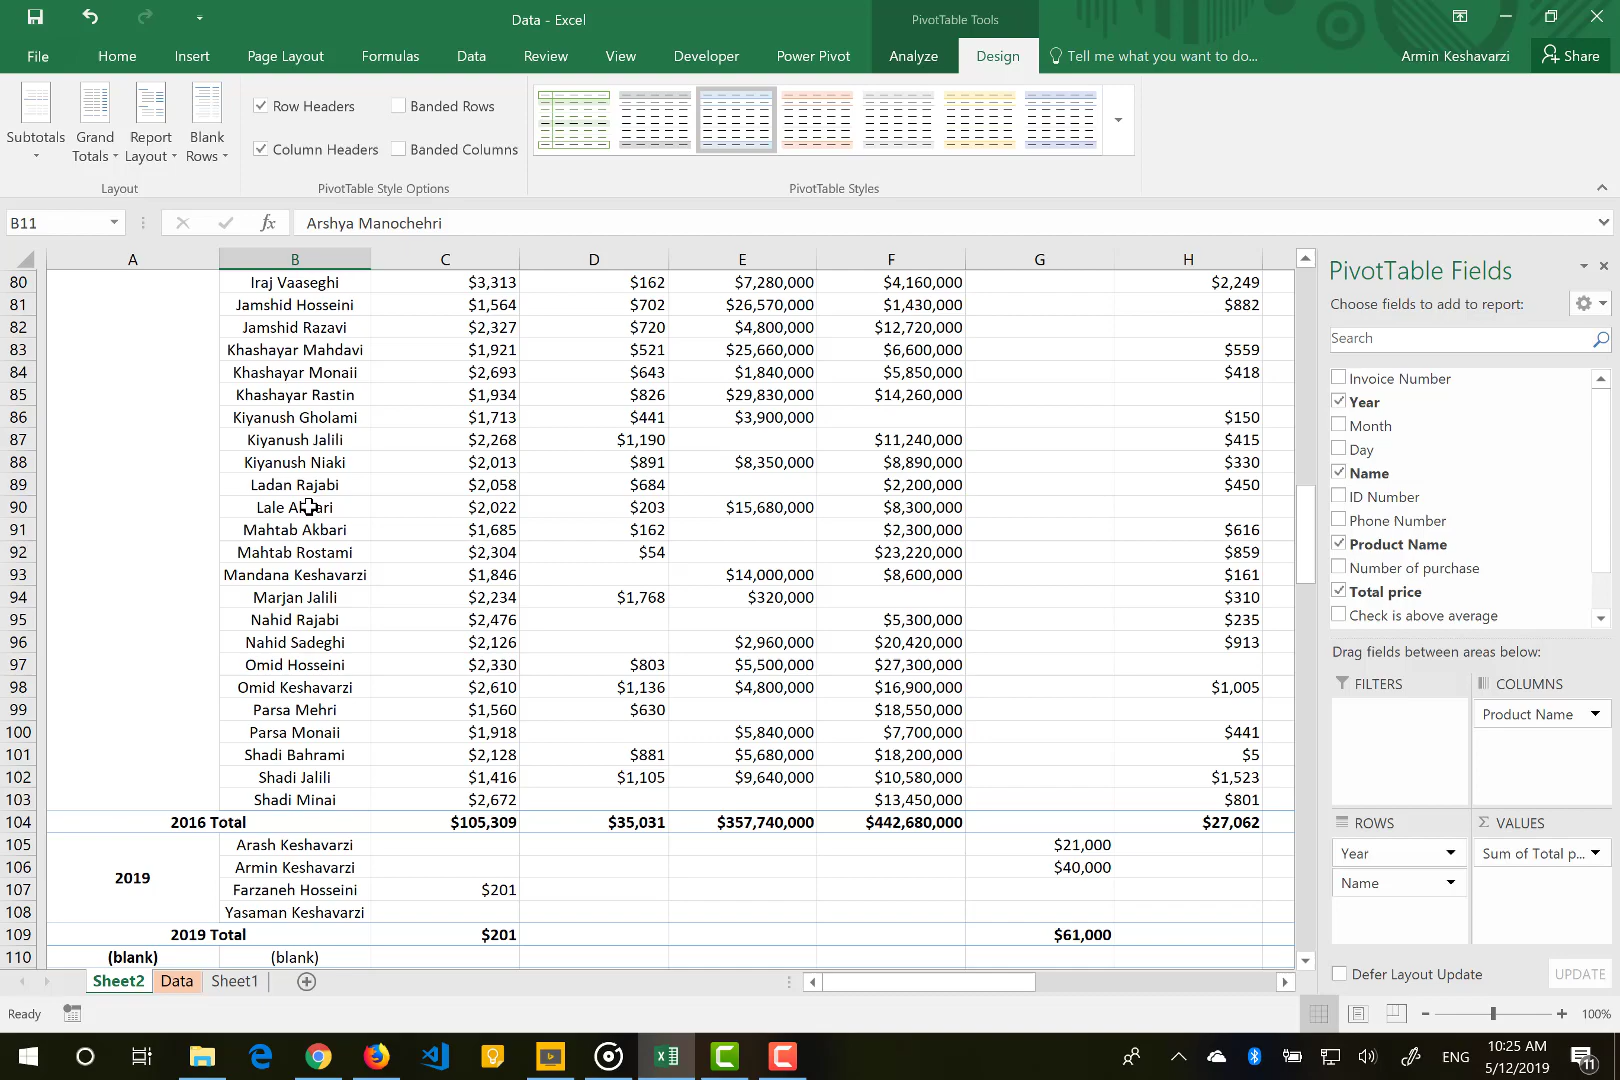 Data - Excel
PivotTable Tools
File Home Insert Page Layout Formulas Data Review View Developer Power Pivot Analyze Design Tell me what you want to do... Armin Keshavarzi Share
Subtotals
Grand Totals
Report Layout
Blank Rows
Row Headers Banded Rows
Column Headers Banded Columns
Layout PivotTable Style Options PivotTable Styles
B11 fx Arshya Manochehri
A B C D E F G H
80 Iraj Vaaseghi $3,313 $162 $7,280,000 $4,160,000 $2,249
81 Jamshid Hosseini $1,564 $702 $26,570,000 $1,430,000 $882
82 Jamshid Razavi $2,327 $720 $4,800,000 $12,720,000
83 Khashayar Mahdavi $1,921 $521 $25,660,000 $6,600,000 $559
84 Khashayar Monaii $2,693 $643 $1,840,000 $5,850,000 $418
85 Khashayar Rastin $1,934 $826 $29,830,000 $14,260,000
86 Kiyanush Gholami $1,713 $441 $3,900,000 $150
87 Kiyanush Jalili $2,268 $1,190 $11,240,000 $415
88 Kiyanush Niaki $2,013 $891 $8,350,000 $8,890,000 $330
89 Ladan Rajabi $2,058 $684 $2,200,000 $450
90 Lale $2,022 $203 $15,680,000 $8,300,000
91 Mahtab Akbari $1,685 $162 $2,300,000 $616
92 Mahtab Rostami $2,304 $54 $23,220,000 $859
93 Mandana Keshavarzi $1,846 $14,000,000 $8,600,000 $161
94 Marjan Jalili $2,234 $1,768 $320,000 $310
95 Nahid Rajabi $2,476 $5,300,000 $235
96 Nahid Sadeghi $2,126 $2,960,000 $20,420,000 $913
97 Omid Hosseini $2,330 $803 $5,500,000 $27,300,000
98 Omid Keshavarzi $2,610 $1,136 $4,800,000 $16,900,000 $1,005
99 Parsa Mehri $1,560 $630 $18,550,000
100 Parsa Monaii $1,918 $5,840,000 $7,700,000 $441
101 Shadi Bahrami $2,128 $881 $5,680,000 $18,200,000 $5
102 Shadi Jalili $1,416 $1,105 $9,640,000 $10,580,000 $1,523
103 Shadi Minai $2,672 $13,450,000 $801
104 2016 Total $105,309 $35,031 $357,740,000 $442,680,000 $27,062
105 Arash Keshavarzi $21,000
106 Armin Keshavarzi $40,000
2019
107 Farzaneh Hosseini $201
108 Yasaman Keshavarzi
109 2019 Total $201 $61,000
110 (blank) (blank)
PivotTable Fields
Choose fields to add to report:
Search
Invoice Number
Year
Month
Day
Name
ID Number
Phone Number
Product Name
Number of purchase
Total price
Check is above average
Drag fields between areas below:
FILTERS COLUMNS
Product Name
ROWS Σ VALUES
Year Sum of Total p...
Name
Defer Layout Update UPDATE
Sheet2 Data Sheet1
Ready 100%
ENG 10:25 AM
5/12/2019
11